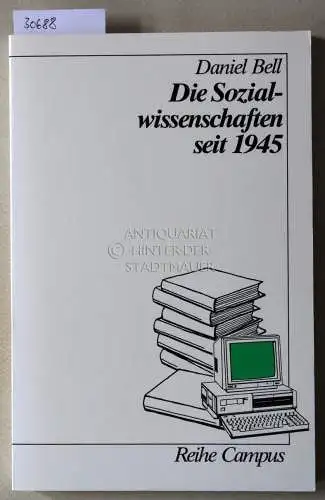 30688
Daniel Bell
Die Sozial-
wissenschaften
seit 1945
ANTIQUARIAT
© HINTER DER
STADTMAUER
Reihe Campus